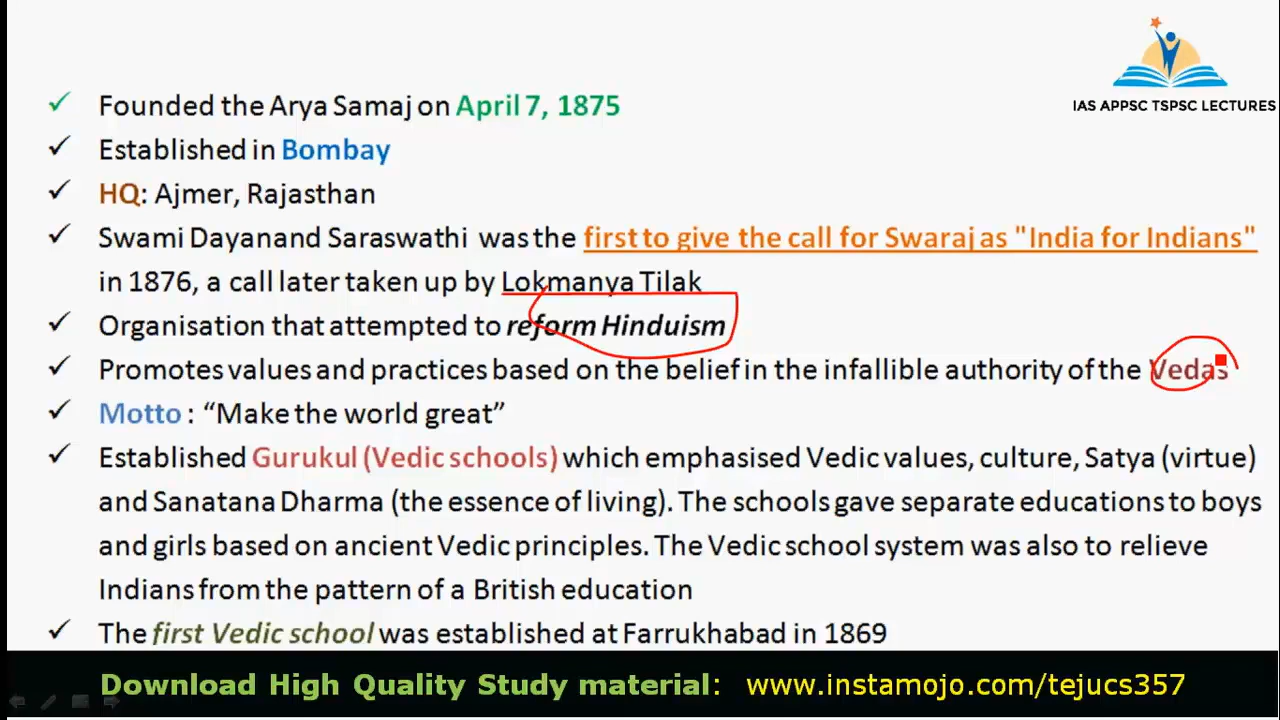 IAS APPSC TSPSC LECTURES
Founded the Arya Samaj on April 7, 1875
Established in Bombay
HQ: Ajmer, Rajasthan
Swami Dayanand Saraswathi was the first to give the call for Swaraj as "India for Indians"
in 1876, a call later taken up by Lokmanya Tilak
Organisation that attempted to reform Hinduism
Promotes values and practices based on the belief in the infallible authority of the Vedas
Motto : “Make the world great”
Established Gurukul (Vedic schools) which emphasised Vedic values, culture, Satya (virtue)
and Sanatana Dharma (the essence of living). The schools gave separate educations to boys
and girls based on ancient Vedic principles. The Vedic school system was also to relieve
Indians from the pattern of a British education
The first Vedic school was established at Farrukhabad in 1869
Download High Quality Study material: www.instamojo.com/tejucs357